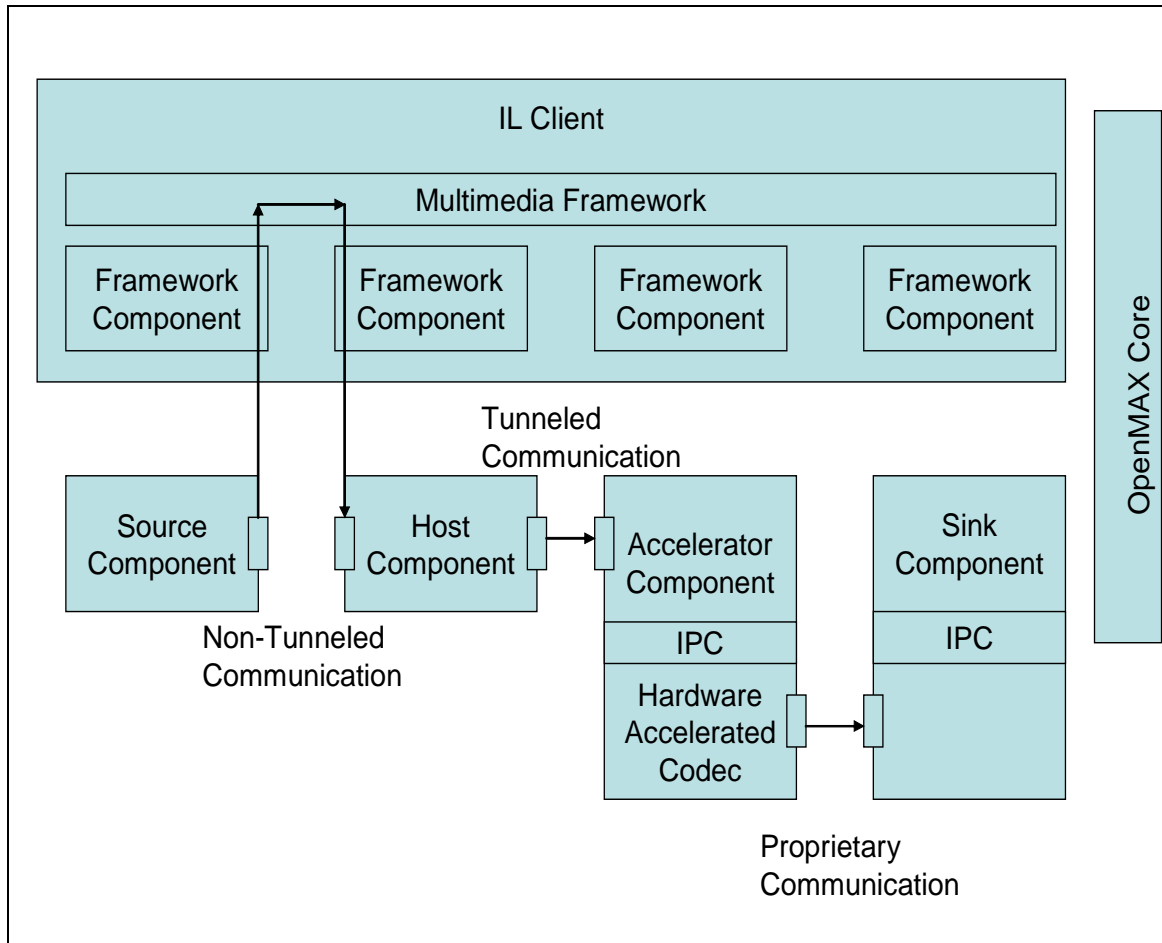 IL Client
Multimedia Framework
Framework
Component
Framework
Component
Framework
Component
Framework
Component
OpenMAX Core
Tunneled
Communication
Source
Component
Host
Component
Accelerator
Component
Sink
Component
Non-Tunneled
Communication
IPC
IPC
Hardware
Accelerated
Codec
Proprietary
Communication